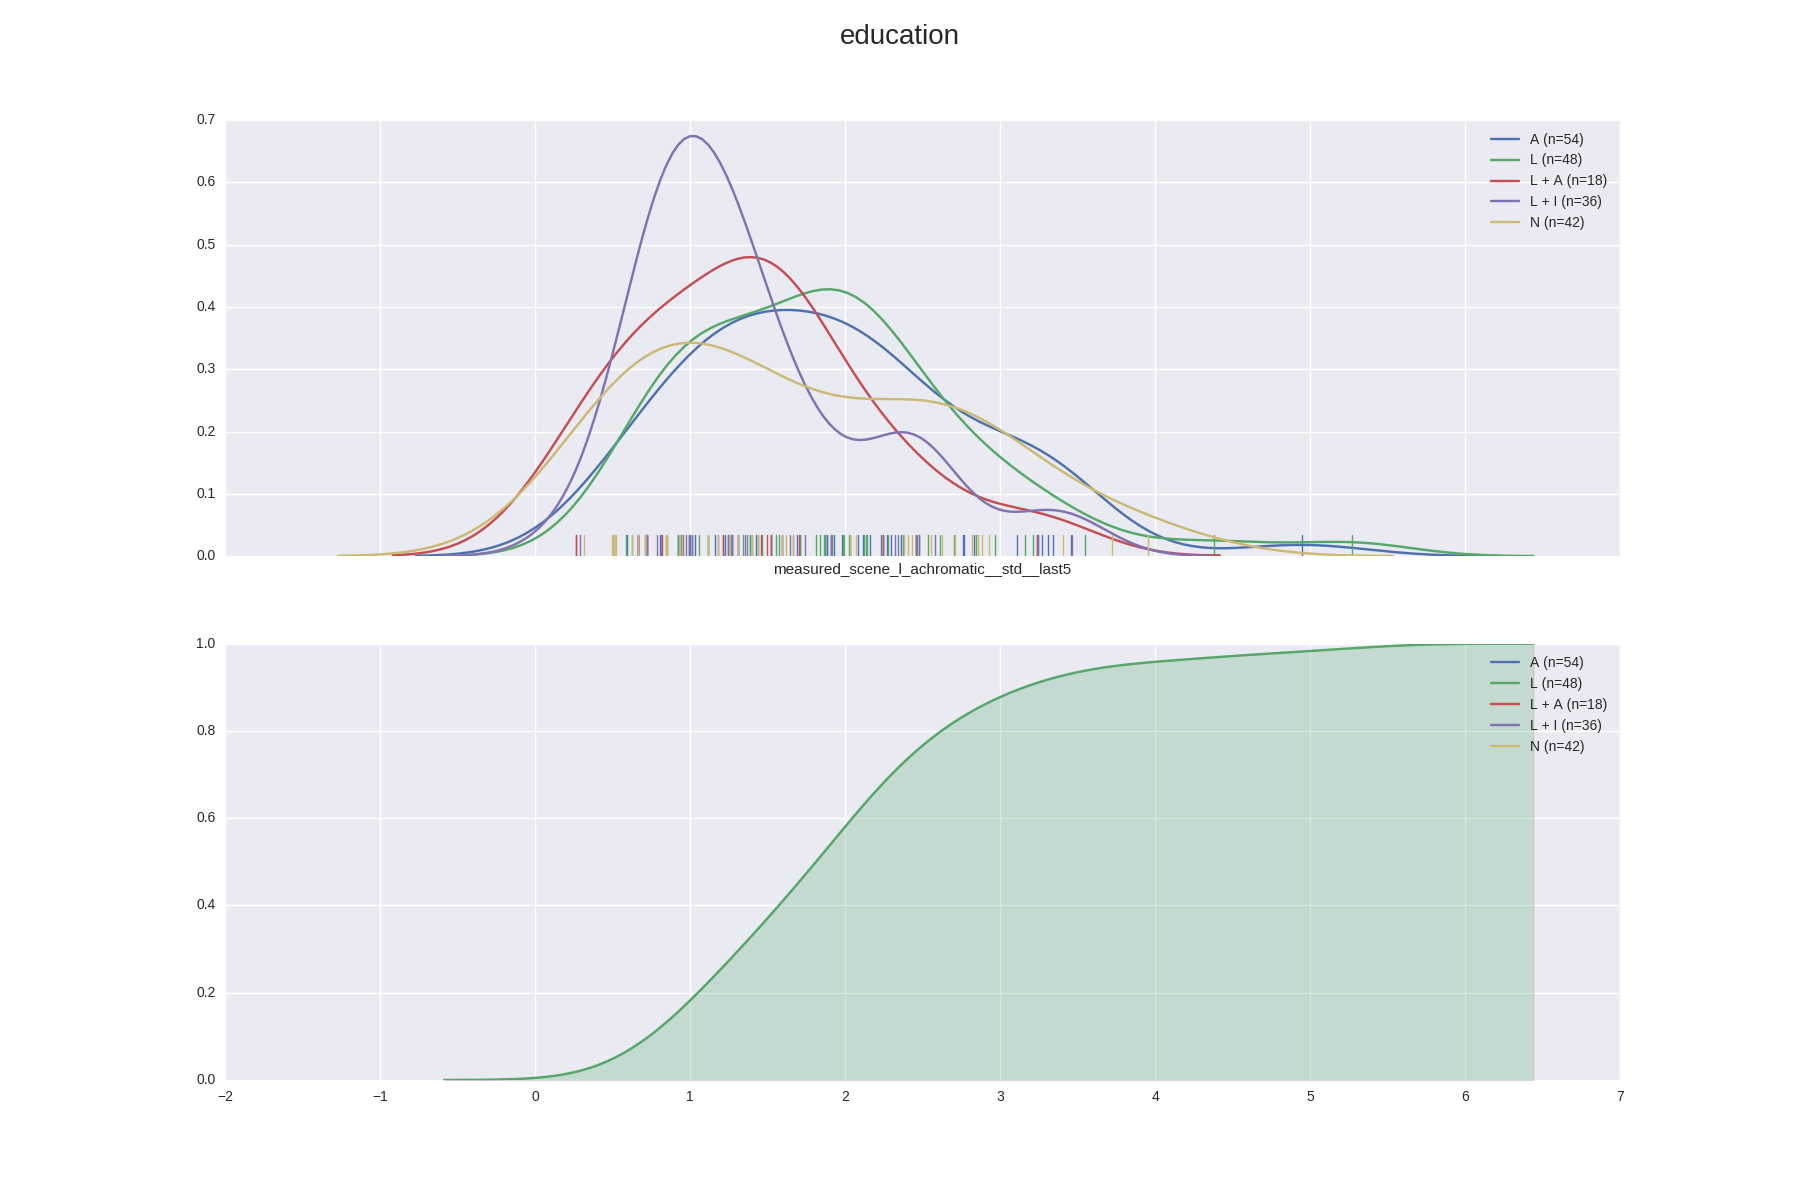 education
0.7
0.6
0.5
0.4
0.3
0.2
0.1
0.0
A (n=54)
L (n=48)
L + A (n=18)
L + I (n=36)
N (n=42)
measured_scene_l_achromatic__std__last5
1.0
0.8
0.6
0.4
0.2
0.0
A (n=54)
L (n=48)
L + A (n=18)
L + I (n=36)
N (n=42)
−2 −1 0 1 2 3 4 5 6 7